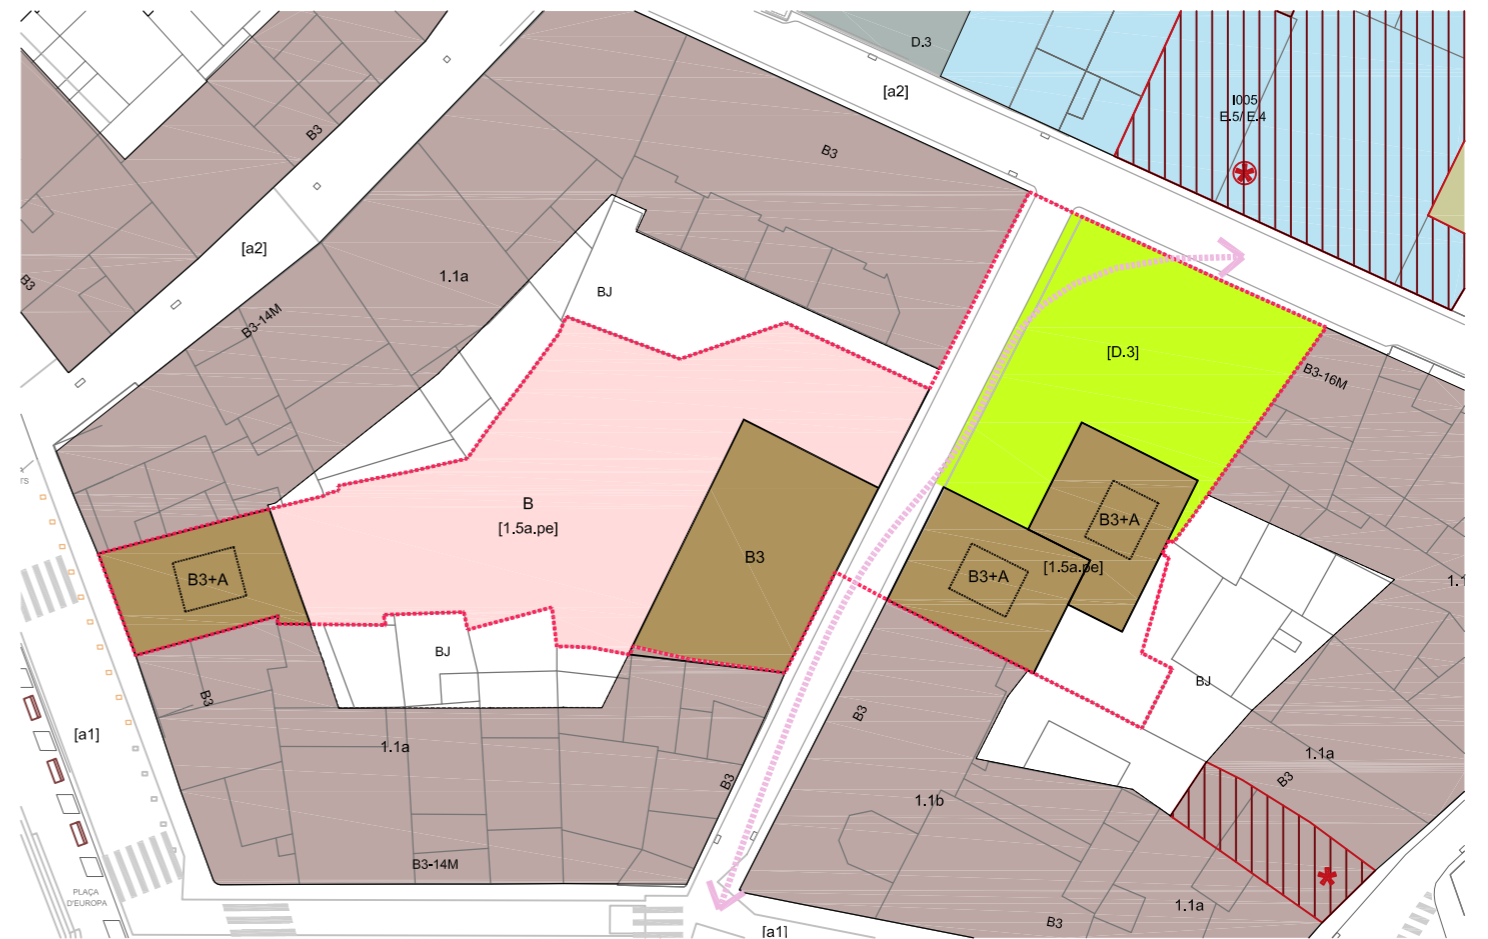 D.3
[a2]
I005
E.5/ E.4
B3
B3
[a2]
1.1a
B3
BJ
B3-14M
[D.3]
B3-16M
B
[1.5a.pe]
B3+A
B3
B3+A
B3+A
[1.5a.pe]
BJ
BJ
B3
B3
[a1]
1.1a
B3
1.1a
B3
1.1b
B3-14M
PLAÇA
D'EUROPA
1.1a
B3
[a1]